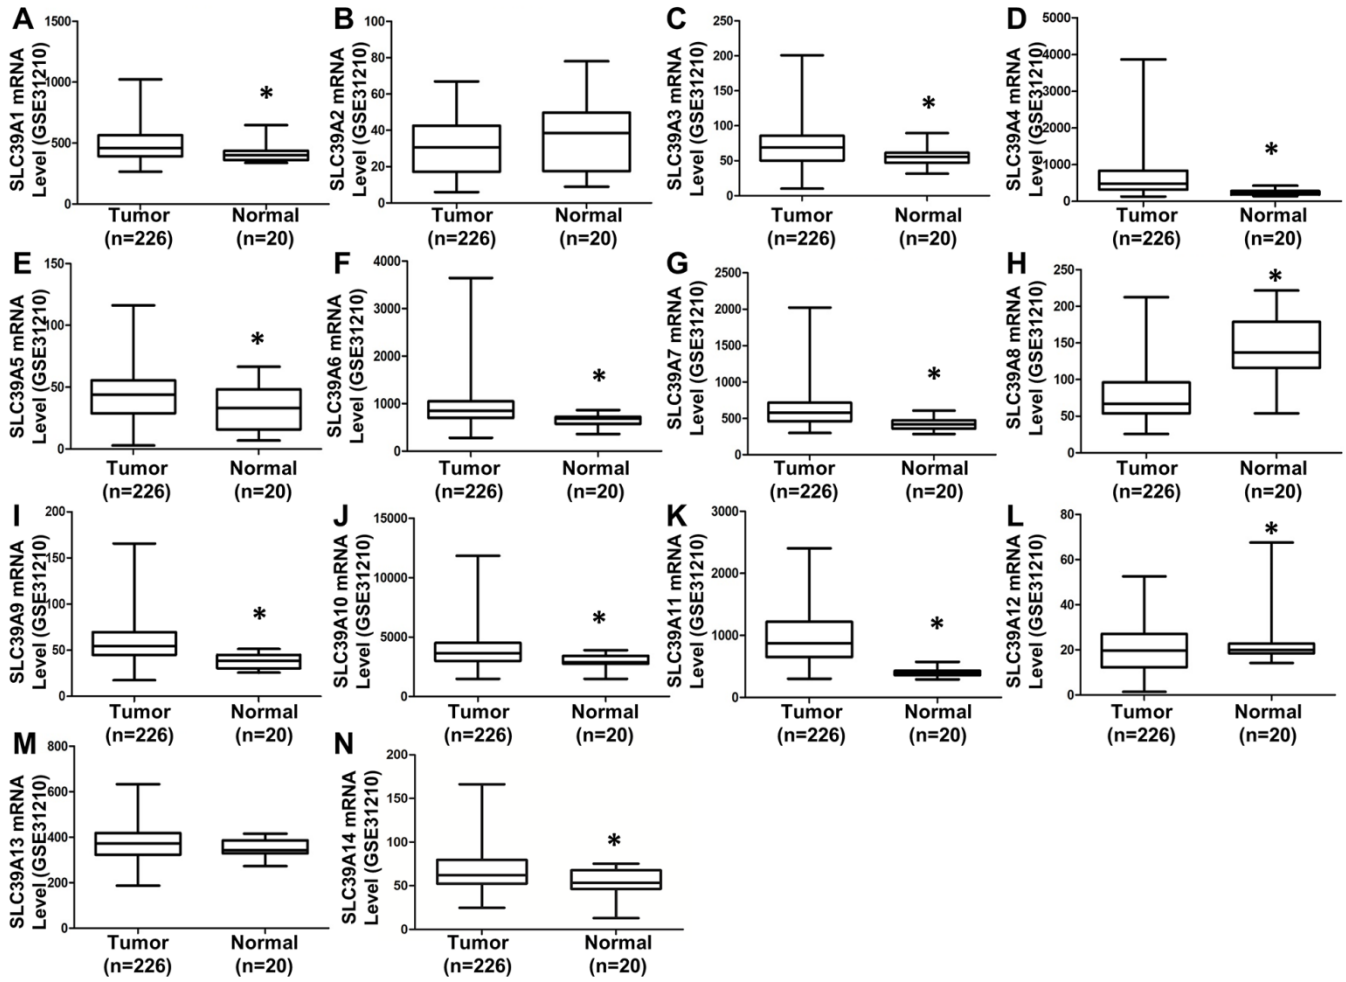 A
SLC39A1 mRNA
Level (GSE31210)
1500
1000
500
0
*
Tumor
(n=226)
Normal
(n=20)
B
SLC39A2 mRNA
Level (GSE31210)
100
80
60
40
20
0
Tumor
(n=226)
Normal
(n=20)
C
SLC39A3 mRNA
Level (GSE31210)
250
200
150
100
50
0
*
Tumor
(n=226)
Normal
(n=20)
D
SLC39A4 mRNA
Level (GSE31210)
5000
4000
3000
2000
1000
0
*
Tumor
(n=226)
Normal
(n=20)
E
SLC39A5 mRNA
Level (GSE31210)
150
100
50
0
*
Tumor
(n=226)
Normal
(n=20)
F
SLC39A6 mRNA
Level (GSE31210)
4000
3000
2000
1000
0
*
Tumor
(n=226)
Normal
(n=20)
G
SLC39A7 mRNA
Level (GSE31210)
2500
2000
1500
1000
500
0
*
Tumor
(n=226)
Normal
(n=20)
H
SLC39A8 mRNA
Level (GSE31210)
250
200
150
100
50
0
*
Tumor
(n=226)
Normal
(n=20)
I
SLC39A9 mRNA
Level (GSE31210)
200
150
100
50
0
*
Tumor
(n=226)
Normal
(n=20)
J
SLC39A10 mRNA
Level (GSE31210)
15000
10000
5000
0
*
Tumor
(n=226)
Normal
(n=20)
K
SLC39A11 mRNA
Level (GSE31210)
3000
2000
1000
0
*
Tumor
(n=226)
Normal
(n=20)
L
SLC39A12 mRNA
Level (GSE31210)
80
60
40
20
0
*
Tumor
(n=226)
Normal
(n=20)
M
SLC39A13 mRNA
Level (GSE31210)
800
600
400
200
0
Tumor
(n=226)
Normal
(n=20)
N
SLC39A14 mRNA
Level (GSE31210)
200
150
100
50
0
*
Tumor
(n=226)
Normal
(n=20)